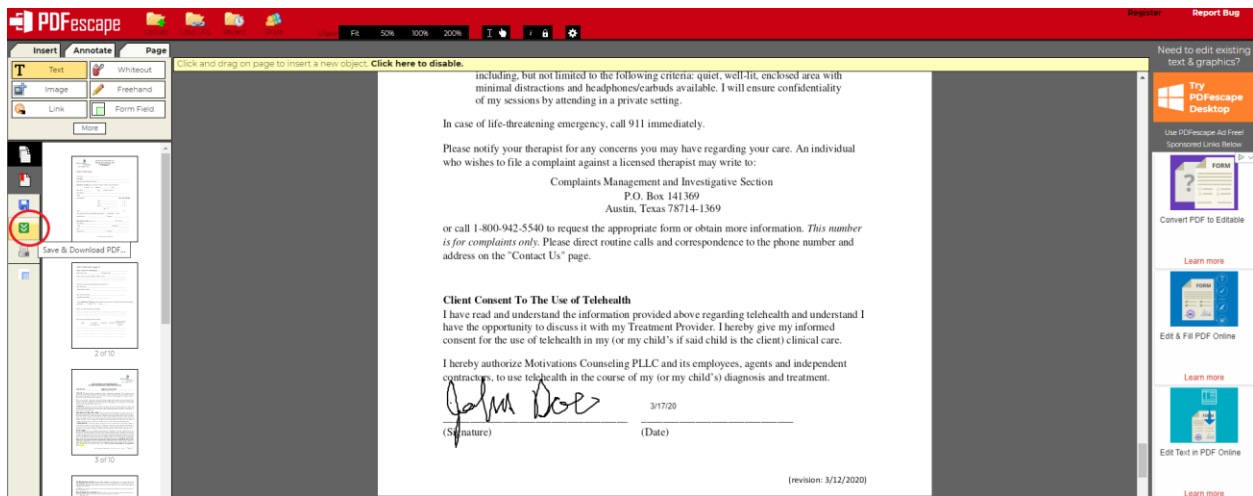 PDFescape
Upload
Load URL
Recent
Share
View:
Fit
50%
100%
200%
Register
Report Bug
Insert
Annotate
Page
Text
Whiteout
Image
Freehand
Link
Form Field
More
Click and drag on page to insert a new object. Click here to disable.
Save & Download PDF...
2 of 10
3 of 10
including, but not limited to the following criteria: quiet, well-lit, enclosed area with
minimal distractions and headphones/earbuds available. I will ensure confidentiality
of my sessions by attending in a private setting.
In case of life-threatening emergency, call 911 immediately.
Please notify your therapist for any concerns you may have regarding your care. An individual
who wishes to file a complaint against a licensed therapist may write to:
Complaints Management and Investigative Section
P.O. Box 141369
Austin, Texas 78714-1369
or call 1-800-942-5540 to request the appropriate form or obtain more information. This number
is for complaints only. Please direct routine calls and correspondence to the phone number and
address on the "Contact Us" page.
Client Consent To The Use of Telehealth
I have read and understand the information provided above regarding telehealth and understand I
have the opportunity to discuss it with my Treatment Provider. I hereby give my informed
consent for the use of telehealth in my (or my child's if said child is the client) clinical care.
I hereby authorize Motivations Counseling PLLC and its employees, agents and independent
contractors, to use telehealth in the course of my (or my child's) diagnosis and treatment.
John Doe
3/17/20
(Signature)
(Date)
(revision: 3/12/2020)
Need to edit existing
text & graphics?
Try
PDFescape
Desktop
Use PDFescape Ad Free!
Sponsored Links Below
FORM
Convert PDF to Editable
Learn more
FORM
Edit & Fill PDF Online
Learn more
Edit Text in PDF Online
Learn more